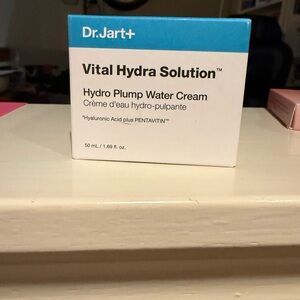 Dr.Jart+
Vital Hydra Solution™
Hydro Plump Water Cream
Crème d'eau hydro-pulpante
"Hyaluronic Acid plus PENTAVITIN™
50 mL / 1.69 fl. oz.